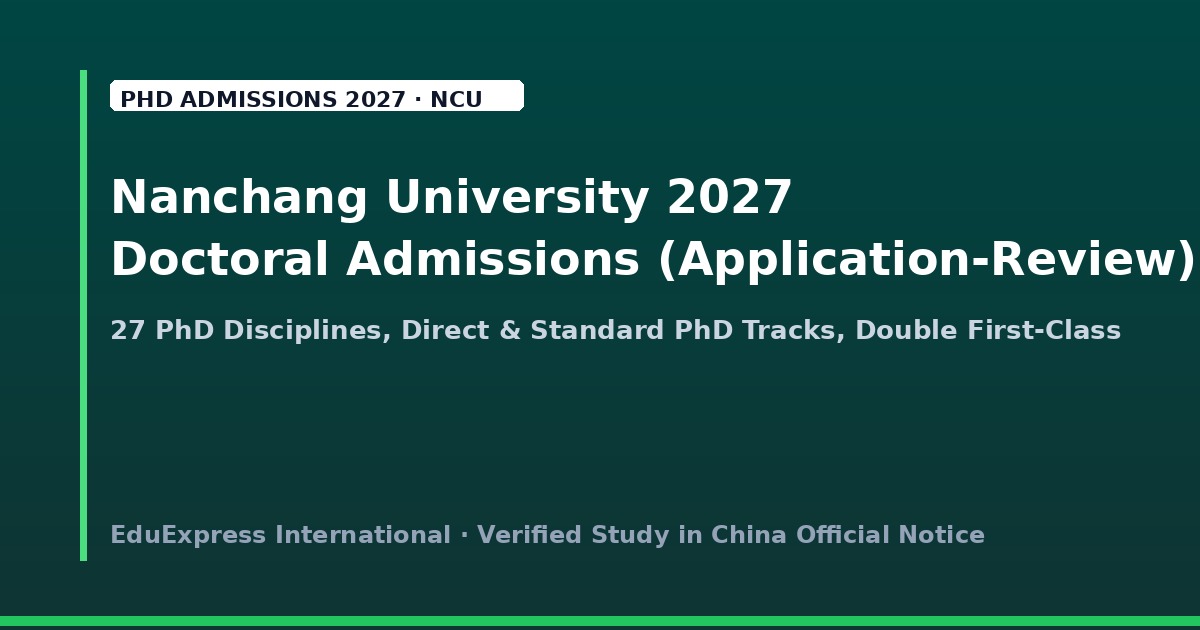 PHD ADMISSIONS 2027 · NCU
Nanchang University 2027
Doctoral Admissions (Application-Review)
27 PhD Disciplines, Direct & Standard PhD Tracks, Double First-Class
EduExpress International · Verified Study in China Official Notice